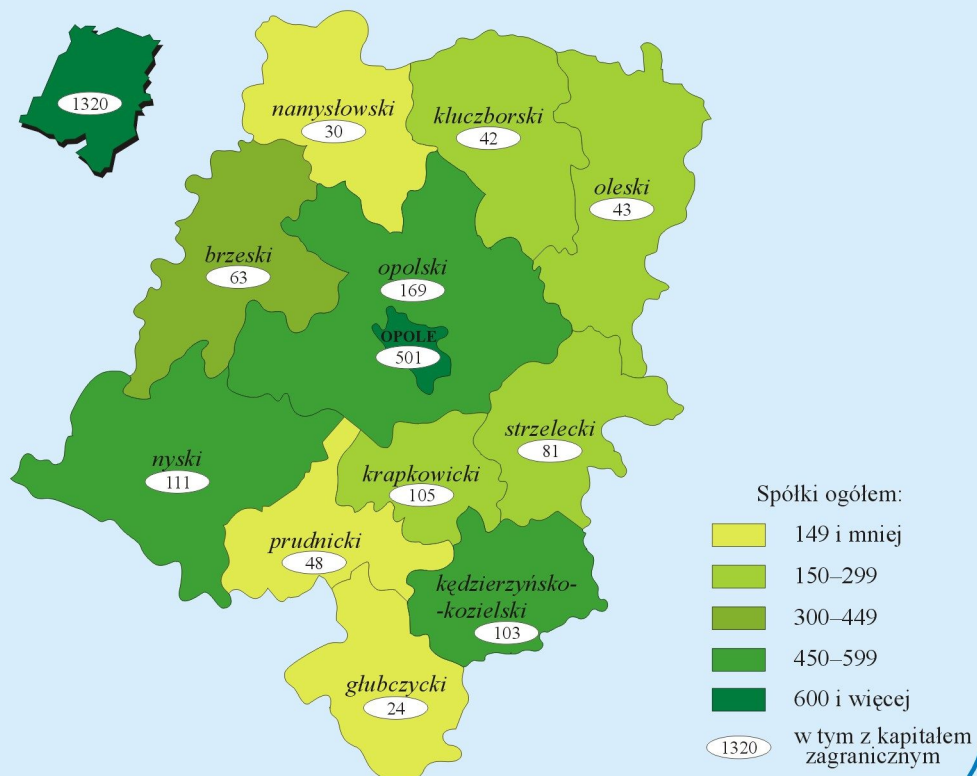 1320
namysłowski
30
kluczborski
42
oleski
43
brzeski
63
opolski
169
OPOLE
501
nyski
111
strzelecki
81
krapkowicki
105
prudnicki
48
kędzierzyńsko-
-kozielski
103
głubczycki
24
Spółki ogółem:
149 i mniej
150–299
300–449
450–599
600 i więcej
1320 w tym z kapitałem
zagranicznym